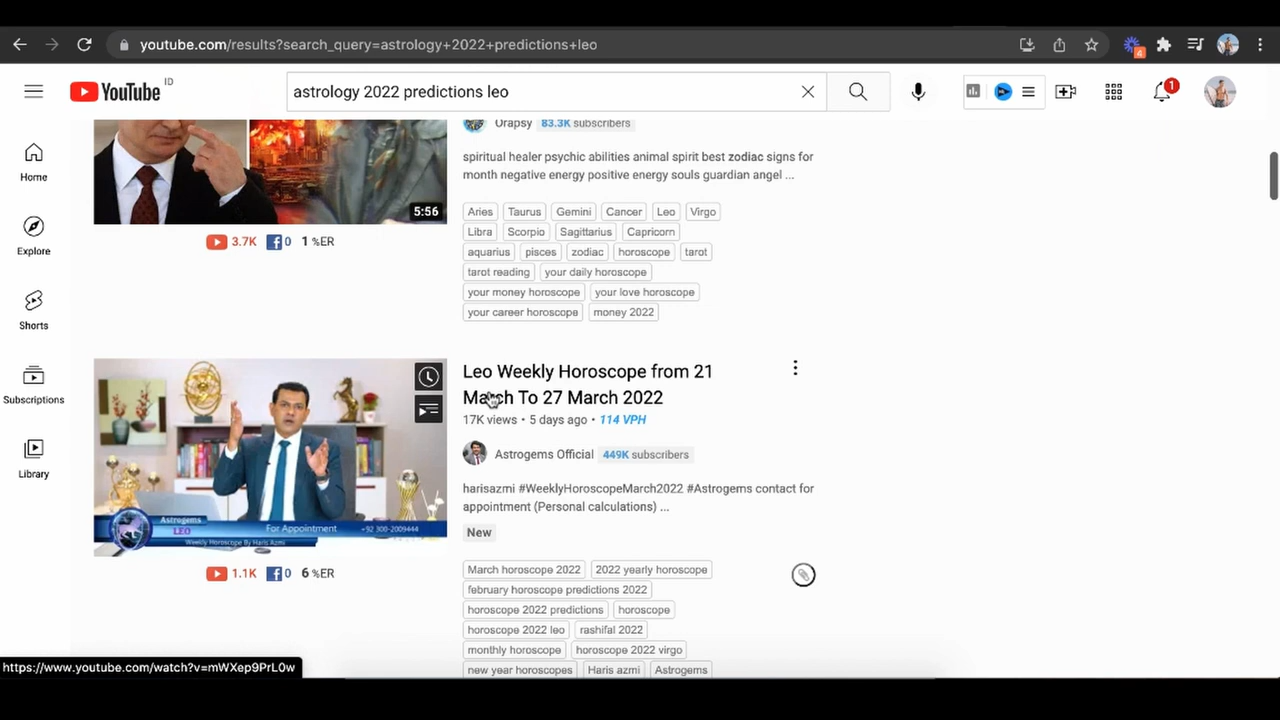 youtube.com/results?search_query=astrology+2022+predictions+leo
4
YouTube ID
astrology 2022 predictions leo
1
Home
Explore
Shorts
Subscriptions
Library
5:56
3.7K 0 1 %ER
Orapsy 83.3K subscribers
spiritual healer psychic abilities animal spirit best zodiac signs for
month negative energy positive energy souls guardian angel ...
Aries Taurus Gemini Cancer Leo Virgo
Libra Scorpio Sagittarius Capricorn
aquarius pisces zodiac horoscope tarot
tarot reading your daily horoscope
your money horoscope your love horoscope
your career horoscope money 2022
Astrogems
LEO
For Appointment +92 300-2009444
Weekly Horoscope By Haris Azmi
1.1K 0 6 %ER
Leo Weekly Horoscope from 21
March To 27 March 2022
17K views • 5 days ago • 114 VPH
Astrogems Official 449K subscribers
harisazmi #WeeklyHoroscopeMarch2022 #Astrogems contact for
appointment (Personal calculations) ...
New
March horoscope 2022 2022 yearly horoscope
february horoscope predictions 2022
horoscope 2022 predictions horoscope
horoscope 2022 leo rashifal 2022
monthly horoscope horoscope 2022 virgo
new year horoscopes Haris azmi Astrogems
https://www.youtube.com/watch?v=mWXep9PrL0w